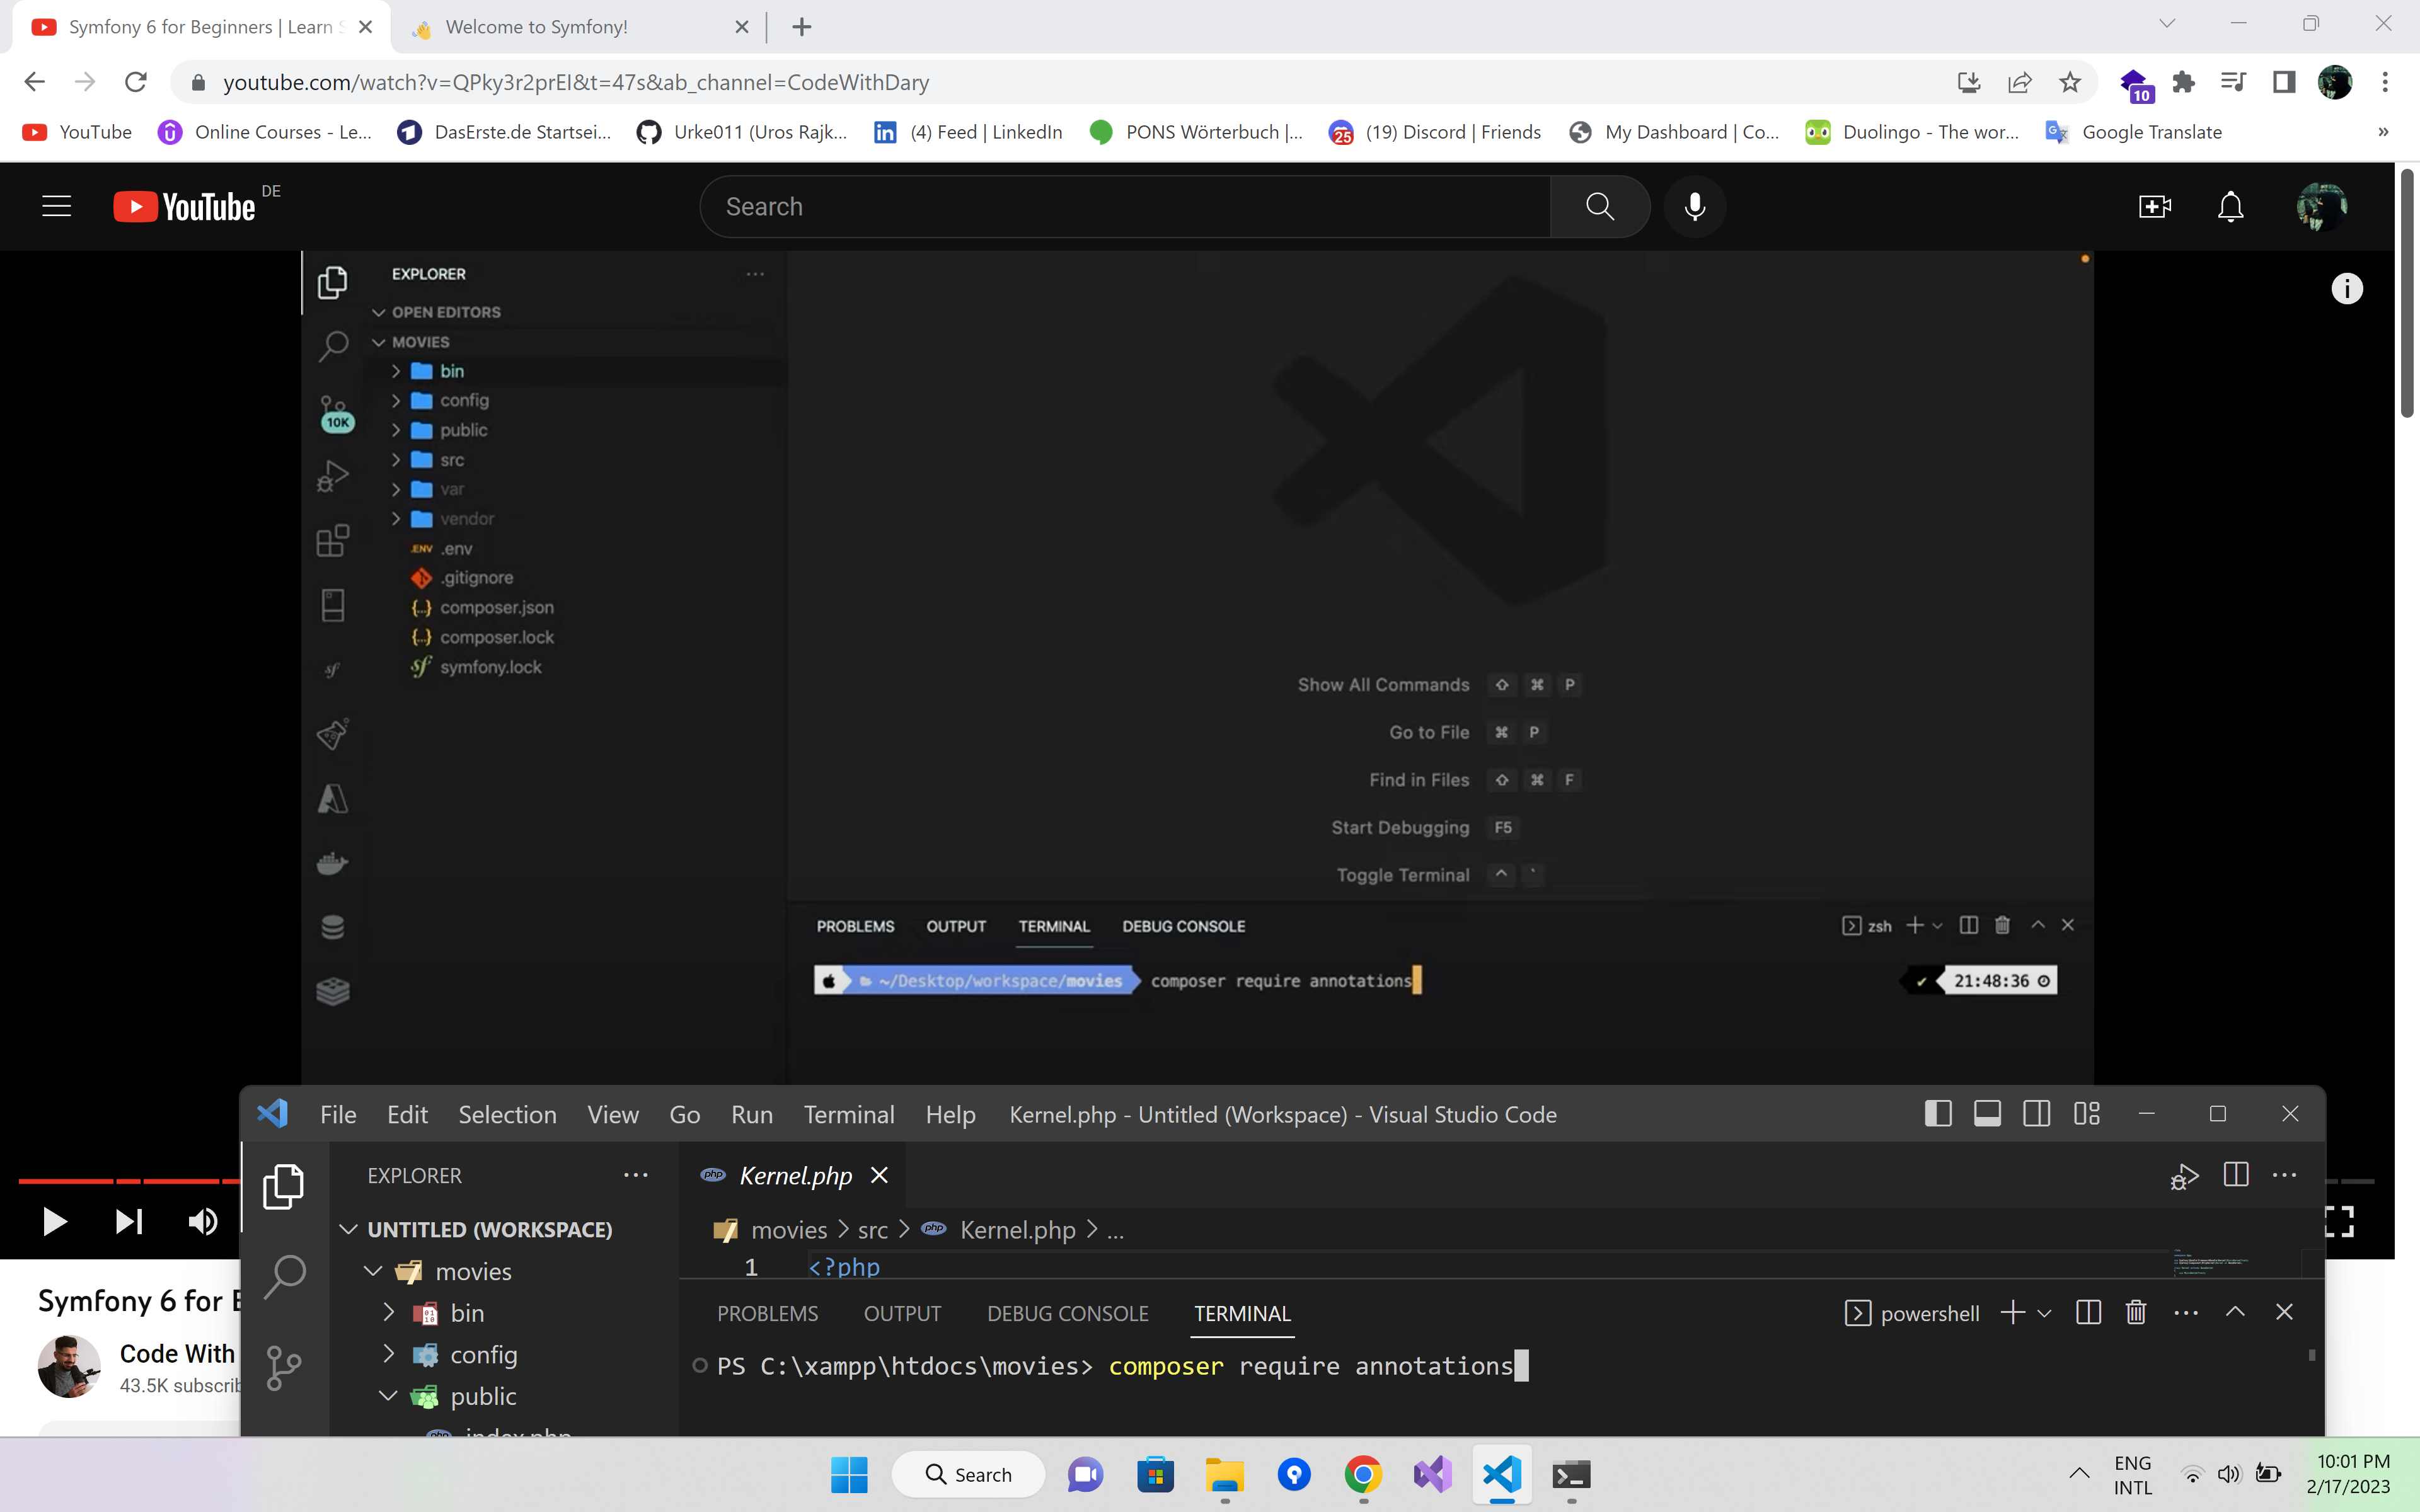 Symfony 6 for Beginners | Learn S
Welcome to Symfony!
youtube.com/watch?v=QPky3r2prEI&t=47s&ab_channel=CodeWithDary
10
YouTube
Online Courses - Le...
DasErste.de Startsei...
Urke011 (Uros Rajk...
(4) Feed | LinkedIn
PONS Wörterbuch |...
25
(19) Discord | Friends
My Dashboard | Co...
Duolingo - The wor...
Google Translate
»
YouTube DE
Search
EXPLORER
OPEN EDITORS
MOVIES
bin
config
10K
public
src
var
vendor
.ENV .env
.gitignore
composer.json
composer.lock
sf symfony.lock
Show All Commands ⇧ ⌘ P
Go to File ⌘ P
Find in Files ⇧ ⌘ F
Start Debugging F5
Toggle Terminal ^ `
PROBLEMS OUTPUT TERMINAL DEBUG CONSOLE zsh
~/Desktop/workspace/movies composer require annotations 21:48:36
File Edit Selection View Go Run Terminal Help Kernel.php - Untitled (Workspace) - Visual Studio Code
EXPLORER
php Kernel.php
UNTITLED (WORKSPACE)
movies > src > php Kernel.php > ...
1 <?php
movies
bin
config
public
index.php
PROBLEMS OUTPUT DEBUG CONSOLE TERMINAL powershell
PS C:\xampp\htdocs\movies> composer require annotations
Symfony 6 for B
Code With
43.5K subscrib
Search
ENG
INTL
10:01 PM
2/17/2023